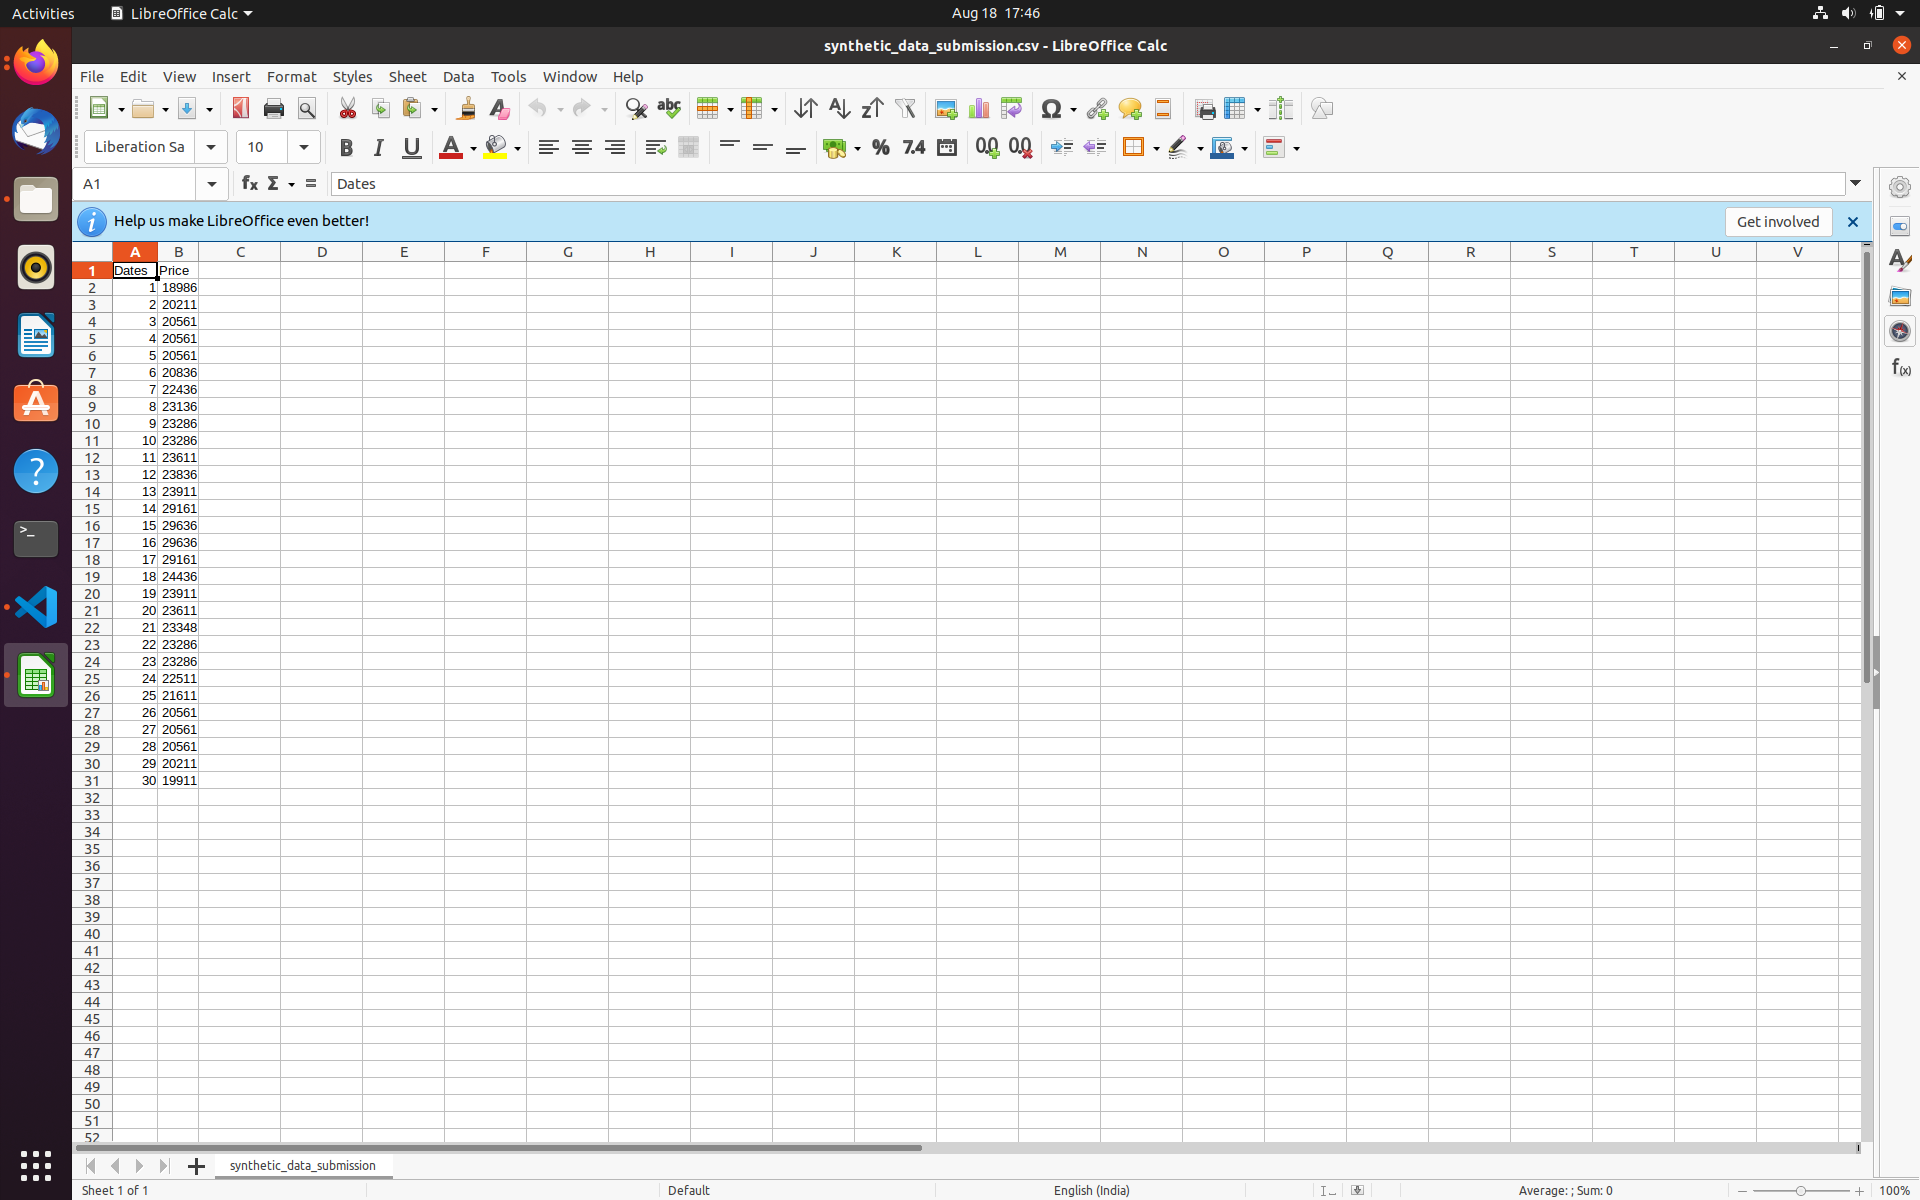 Activities LibreOffice Calc Aug 18 17:46
synthetic_data_submission.csv - LibreOffice Calc
File Edit View Insert Format Styles Sheet Data Tools Window Help
Liberation Sa 10
A1 Dates
Help us make LibreOffice even better! Get involved
A B C D E F G H I J K L M N O P Q R S T U V
1 Dates Price
2 1 18986
3 2 20211
4 3 20561
5 4 20561
6 5 20561
7 6 20836
8 7 22436
9 8 23136
10 9 23286
11 10 23286
12 11 23611
13 12 23836
14 13 23911
15 14 29161
16 15 29636
17 16 29636
18 17 29161
19 18 24436
20 19 23911
21 20 23611
22 21 23348
23 22 23286
24 23 23286
25 24 22511
26 25 21611
27 26 20561
28 27 20561
29 28 20561
30 29 20211
31 30 19911
32
33
34
35
36
37
38
39
40
41
42
43
44
45
46
47
48
49
50
51
52
synthetic_data_submission
Sheet 1 of 1 Default English (India) Average: ; Sum: 0 100%